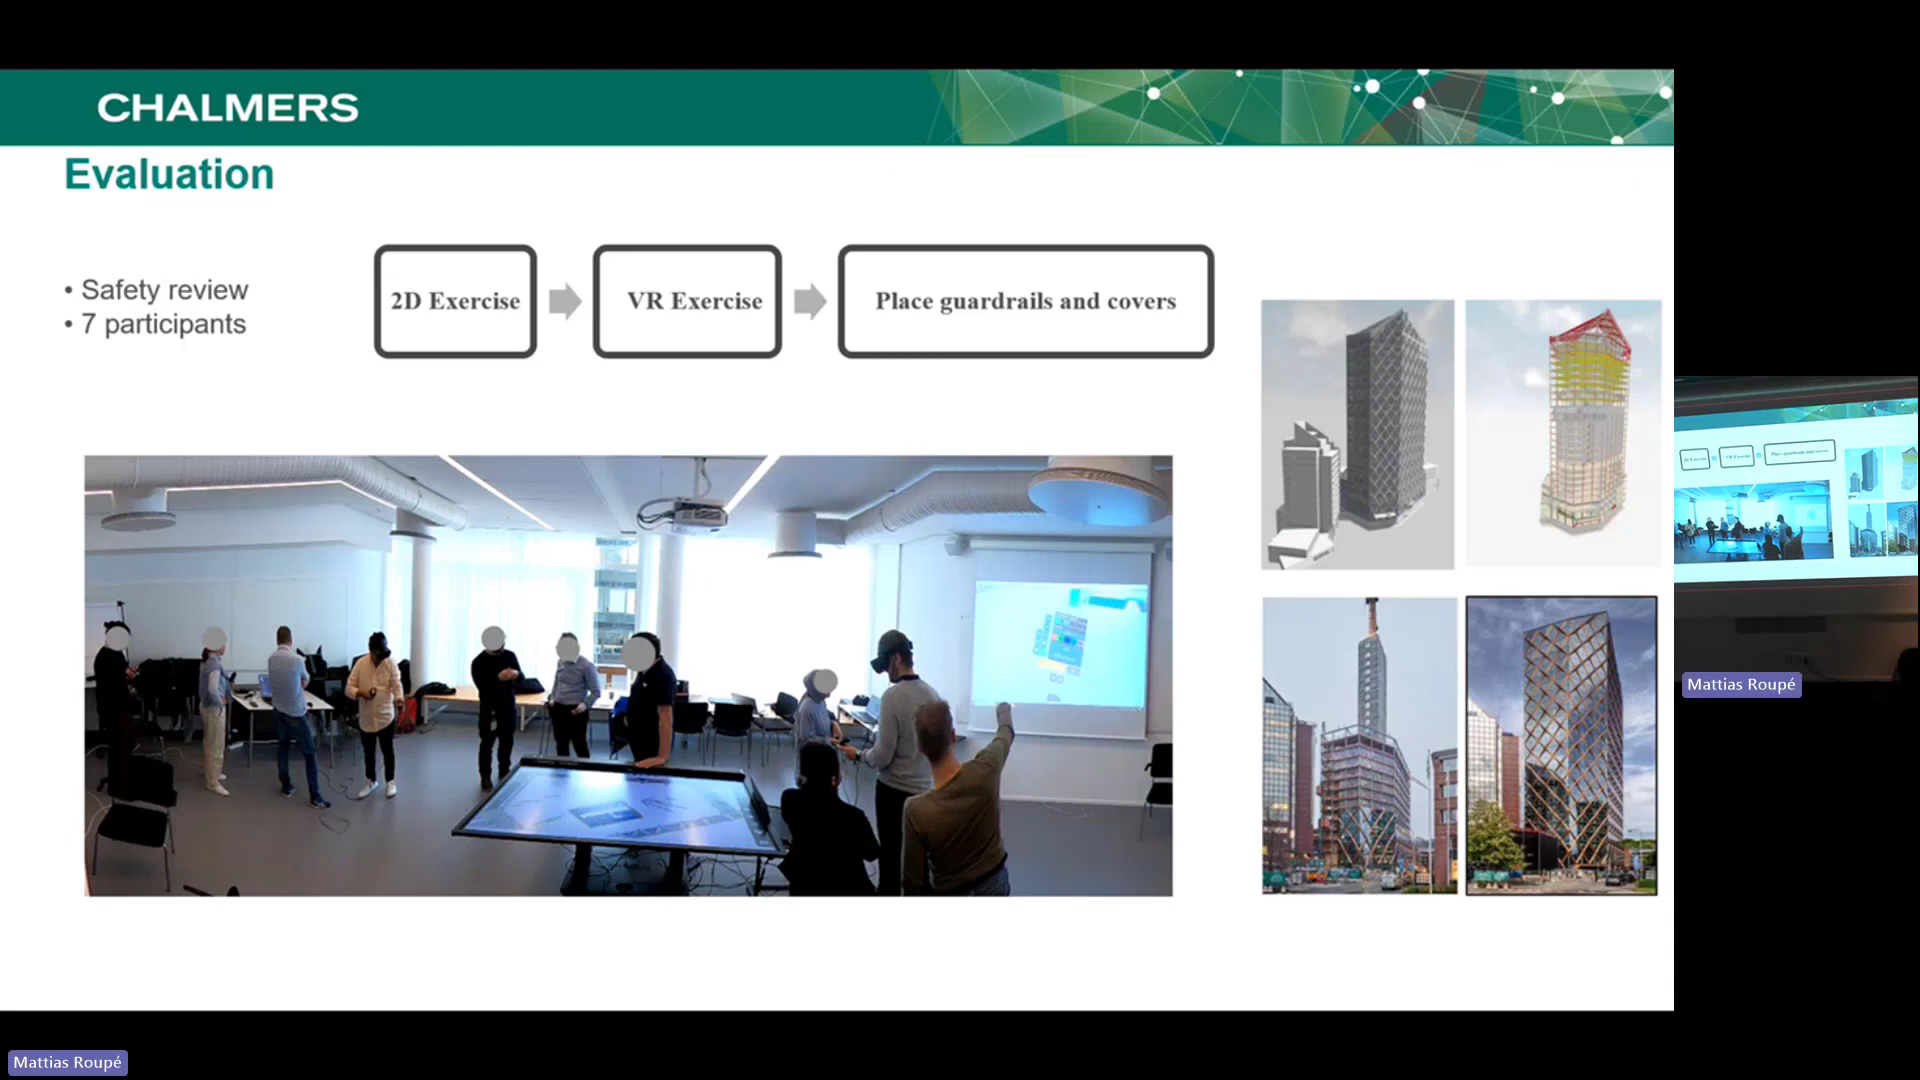 CHALMERS
Evaluation
• Safety review
• 7 participants
2D Exercise
VR Exercise
Place guardrails and covers
Mattias Roupé
Mattias Roupé